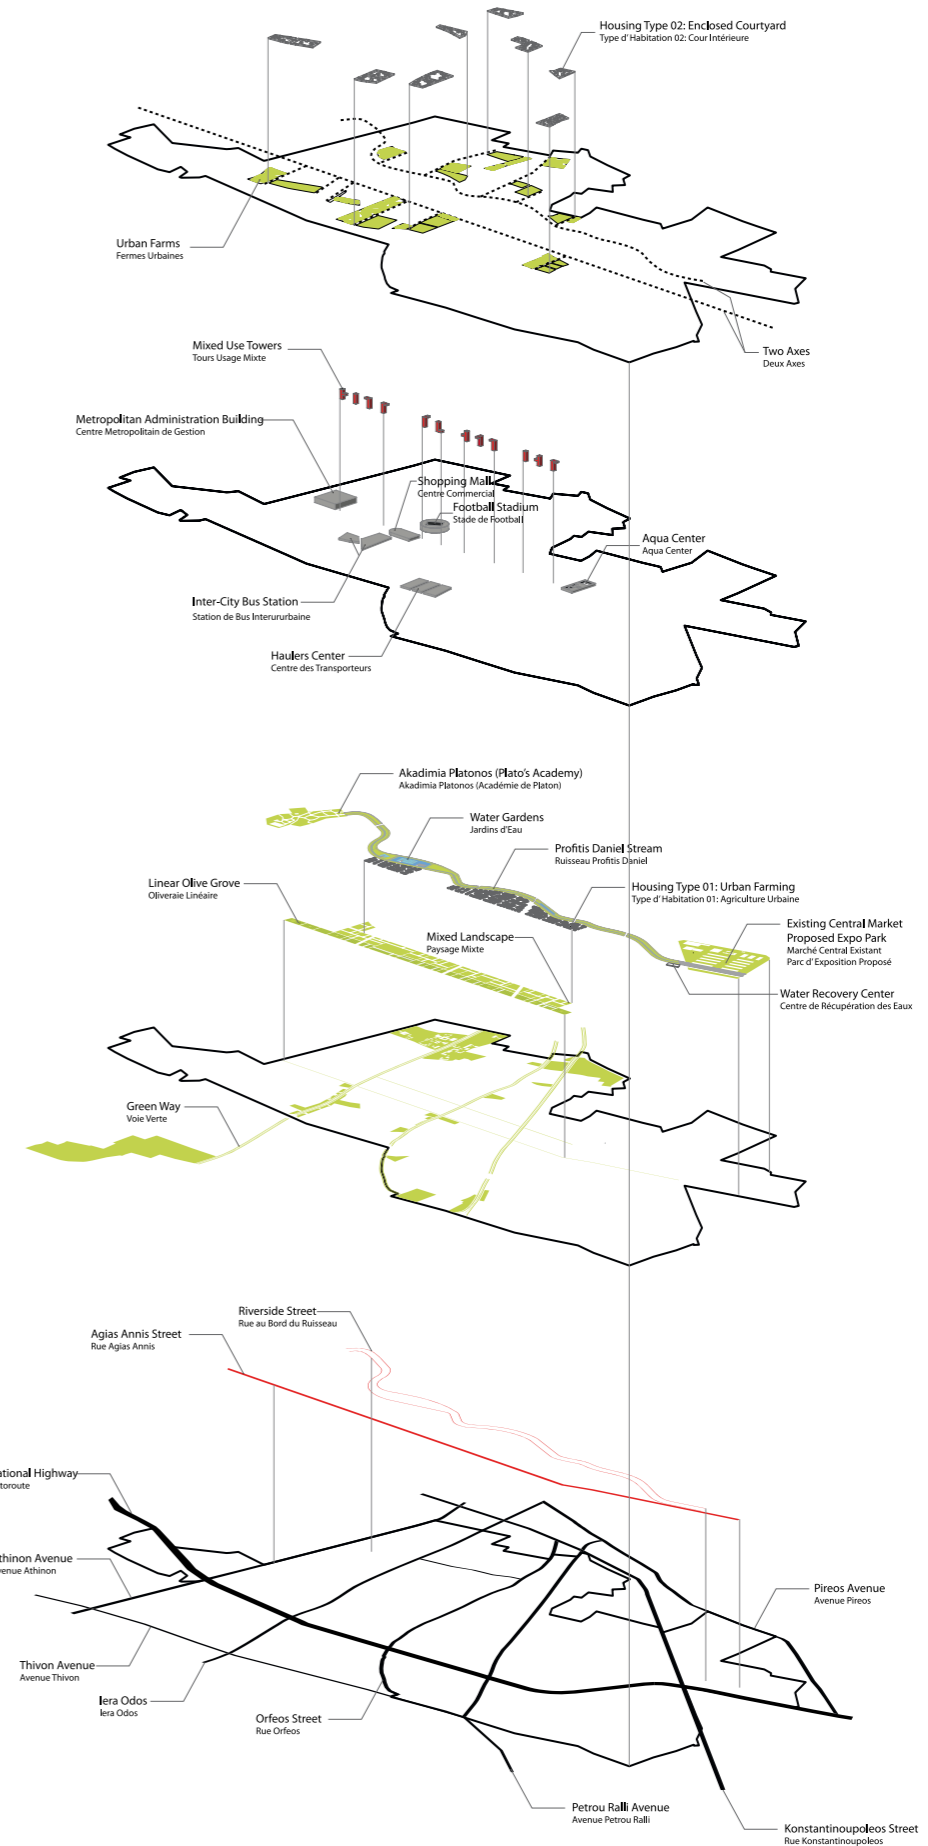 Housing Type 02: Enclosed Courtyard
Type d'Habitation 02: Cour Intérieure
Urban Farms
Fermes Urbaines
Two Axes
Deux Axes
Mixed Use Towers
Tours Usage Mixte
Metropolitan Administration Building
Centre Metropolitain de Gestion
Shopping Mall
Centre Commercial
Football Stadium
Stade de Football
Aqua Center
Aqua Center
Inter-City Bus Station
Station de Bus Interururbaine
Haulers Center
Centre des Transporteurs
Akadimia Platonos (Plato's Academy)
Akadimia Platonos (Académie de Platon)
Water Gardens
Jardins d'Eau
Profitis Daniel Stream
Ruisseau Profitis Daniel
Linear Olive Grove
Oliveraie Linéaire
Housing Type 01: Urban Farming
Type d'Habitation 01: Agriculture Urbaine
Mixed Landscape
Paysage Mixte
Existing Central Market
Proposed Expo Park
Marché Central Existant
Parc d'Exposition Proposé
Water Recovery Center
Centre de Récupération des Eaux
Green Way
Voie Verte
Riverside Street
Rue au Bord du Ruisseau
Agias Annis Street
Rue Agias Annis
ational Highway
toroute
thinon Avenue
venue Athinon
Pireos Avenue
Avenue Pireos
Thivon Avenue
Avenue Thivon
Iera Odos
Iera Odos
Orfeos Street
Rue Orfeos
Petrou Ralli Avenue
Avenue Petrou Ralli
Konstantinoupoleos Street
Rue Konstantinoupoleos